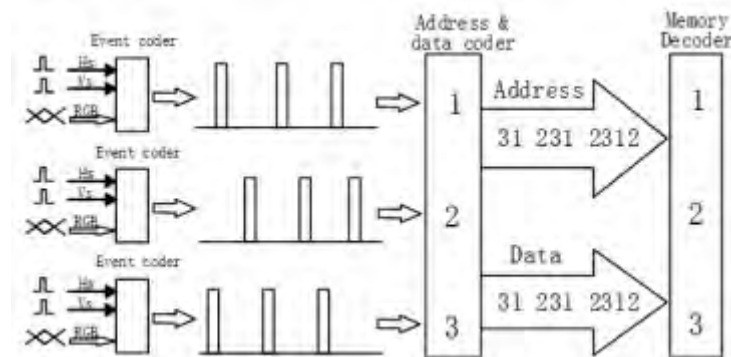 Event coder
Hs
Vs
RGB
Event coder
Hs
Vs
RGB
Event coder
Hs
Vs
RGB
Address &
data coder
1
2
3
Address
31 231 2312
Data
31 231 2312
Memory
Decoder
1
2
3